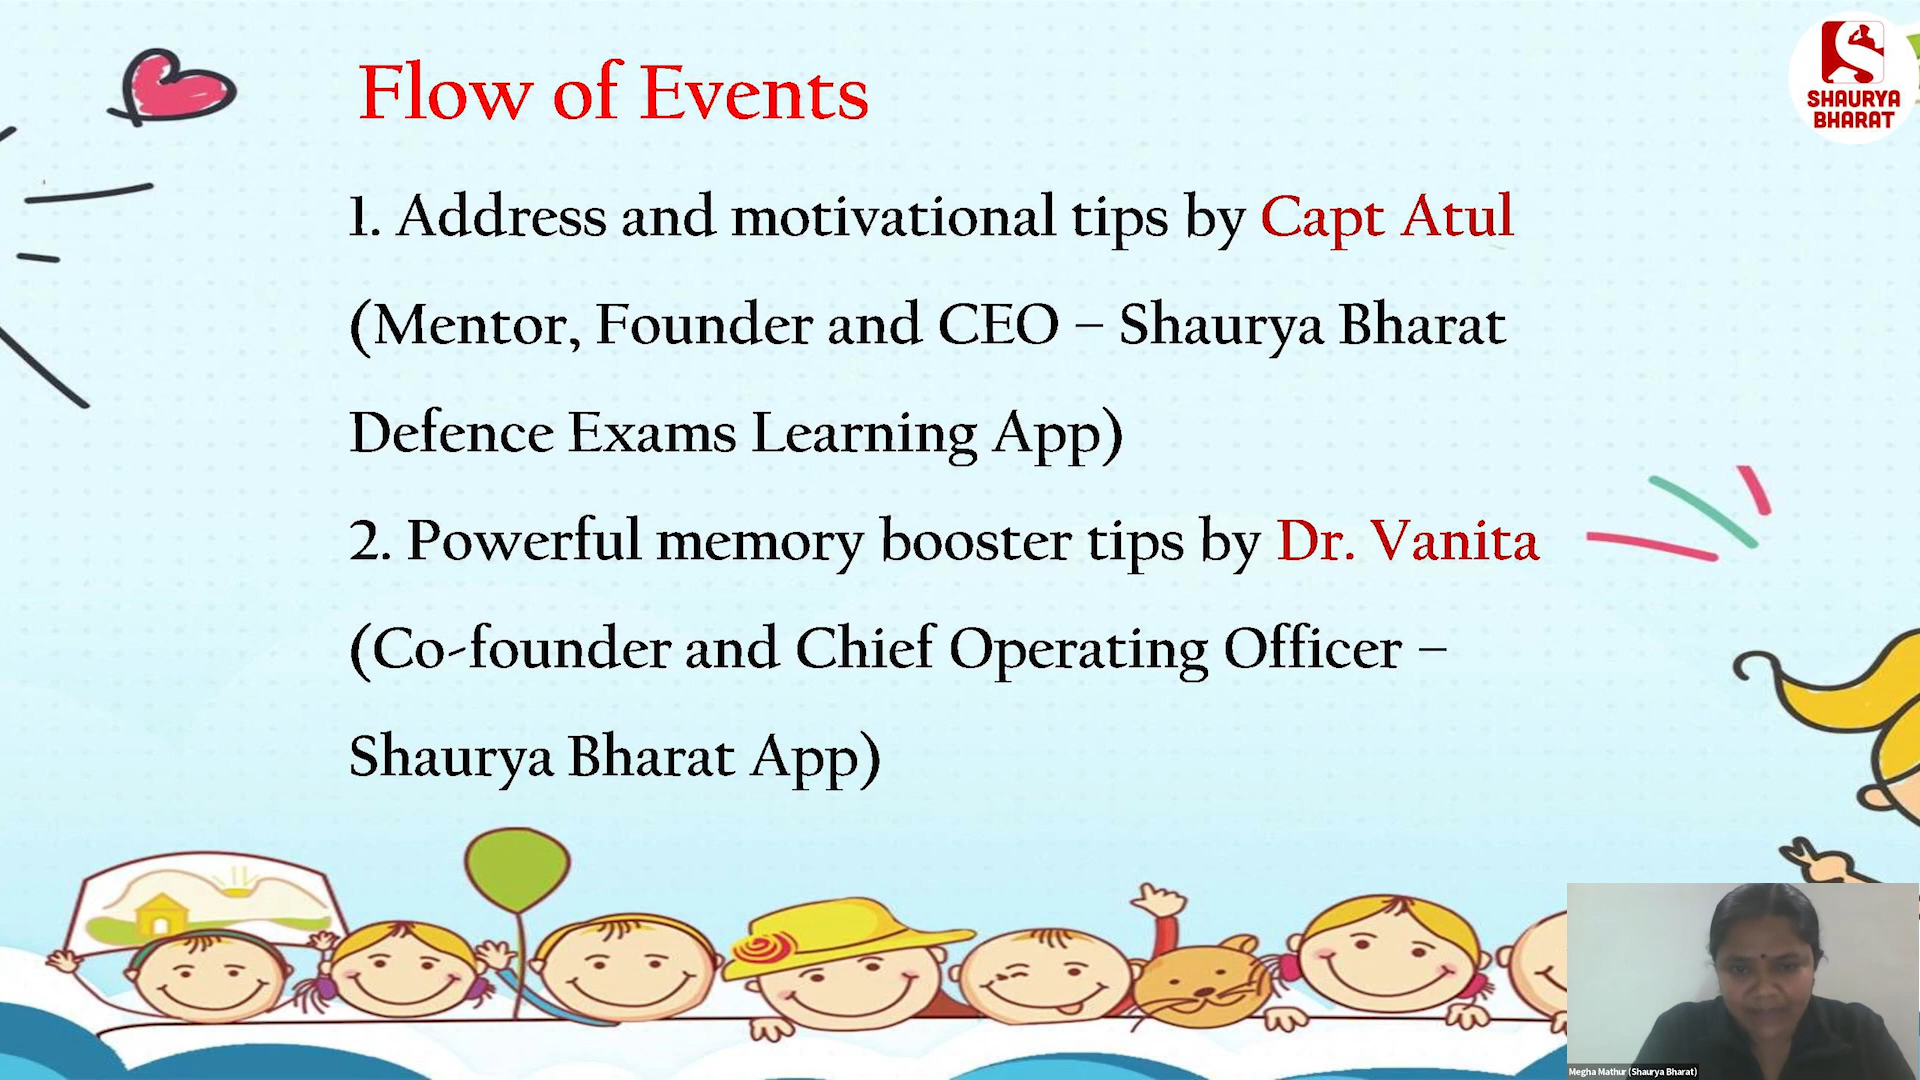 Flow of Events
SHAURYA
BHARAT
1. Address and motivational tips by Capt Atul
(Mentor, Founder and CEO – Shaurya Bharat
Defence Exams Learning App)
2. Powerful memory booster tips by Dr. Vanita
(Co-founder and Chief Operating Officer –
Shaurya Bharat App)
Megha Mathur (Shaurya Bharat)